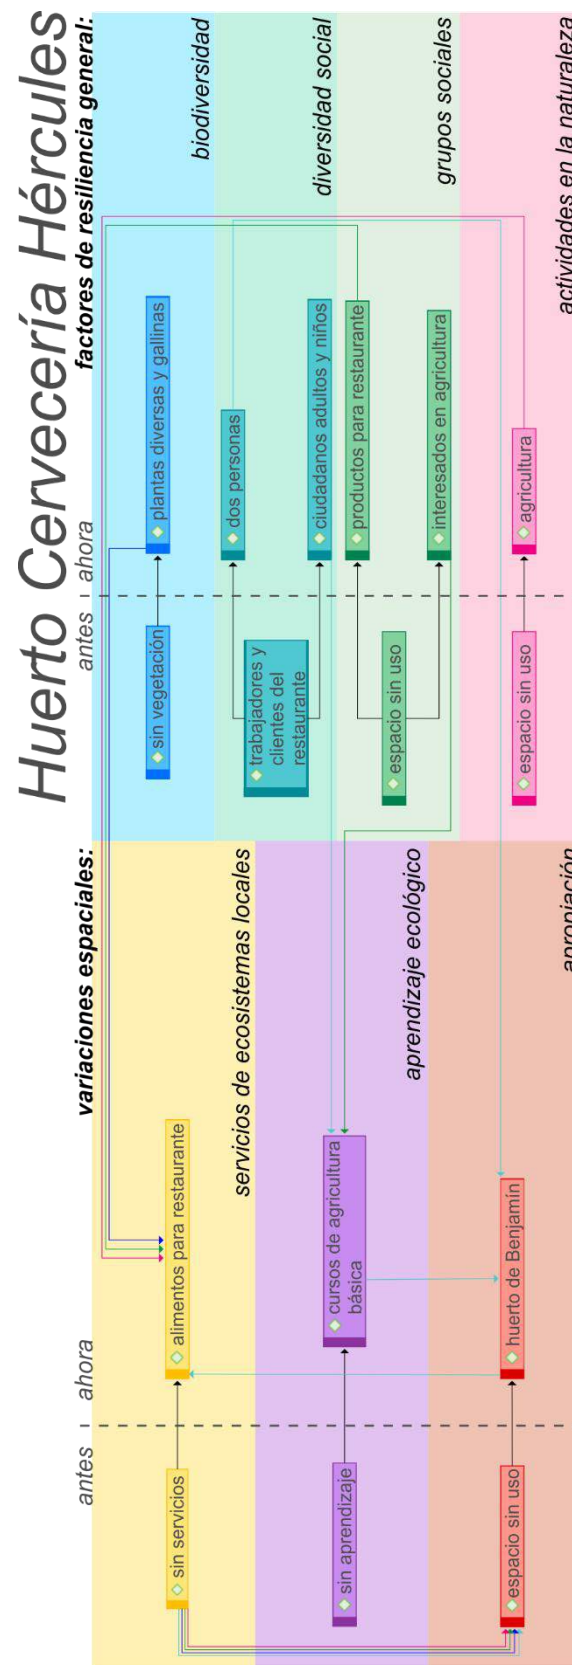 Huerto Cervecería Hércules
variaciones espaciales:
antes
ahora
sin servicios
alimentos para restaurante
servicios de ecosistemas locales
sin aprendizaje
cursos de agricultura
básica
aprendizaje ecológico
espacio sin uso
huerto de Benjamín
apropiación
factores de resiliencia general:
antes
ahora
sin vegetación
plantas diversas y gallinas
biodiversidad
trabajadores y
clientes del
restaurante
dos personas
ciudadanos adultos y niños
diversidad social
espacio sin uso
productos para restaurante
interesados en agricultura
grupos sociales
espacio sin uso
agricultura
actividades en la naturaleza